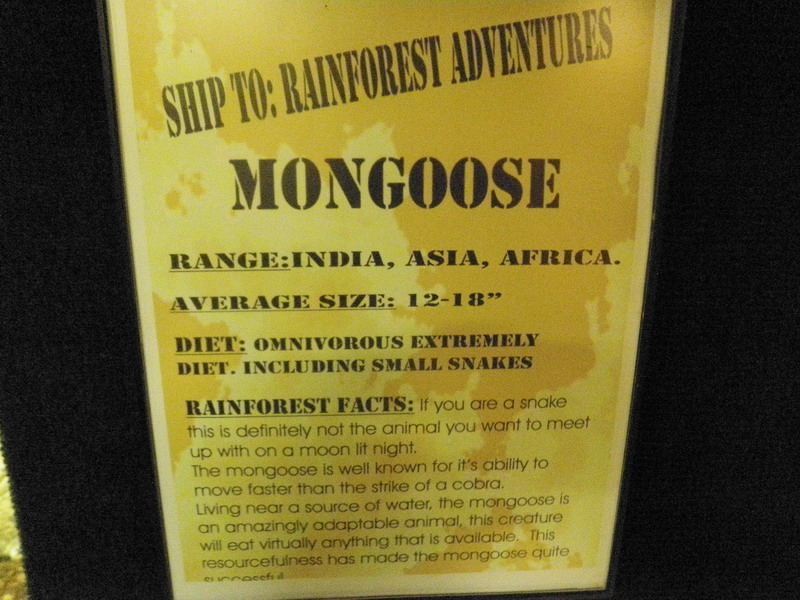 SHIP TO: RAINFOREST ADVENTURES
MONGOOSE
RANGE:INDIA, ASIA, AFRICA.
AVERAGE SIZE: 12-18"
DIET: OMNIVOROUS EXTREMELY
DIET. INCLUDING SMALL SNAKES
RAINFOREST FACTS: If you are a snake
this is definitely not the animal you want to meet
up with on a moon lit night.
The mongoose is well known for it's ability to
move faster than the strike of a cobra.
Living near a source of water, the mongoose is
an amazingly adaptable animal, this creature
will eat virtually anything that is available. This
resourcefulness has made the mongoose quite
successful